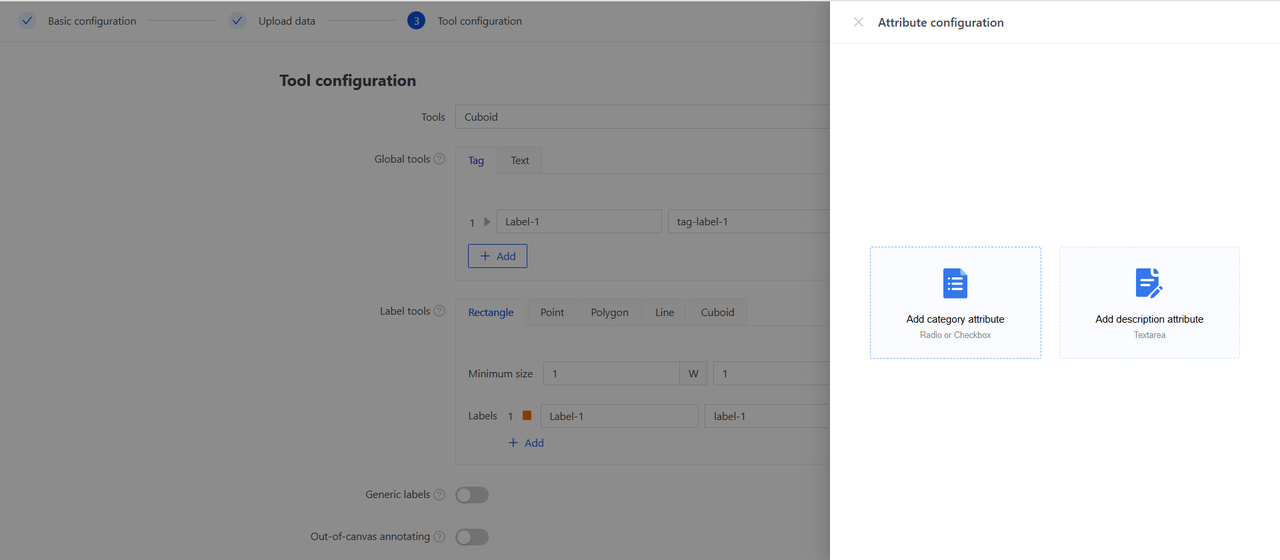 Basic configuration
Upload data
3 Tool configuration
Attribute configuration
Tool configuration
Tools Cuboid
Global tools ? Tag Text
1 Label-1 tag-label-1
+ Add
Label tools ? Rectangle Point Polygon Line Cuboid
Minimum size 1 W 1
Labels 1 Label-1 label-1
+ Add
Generic labels ?
Out-of-canvas annotating ?
Add category attribute
Radio or Checkbox
Add description attribute
Textarea